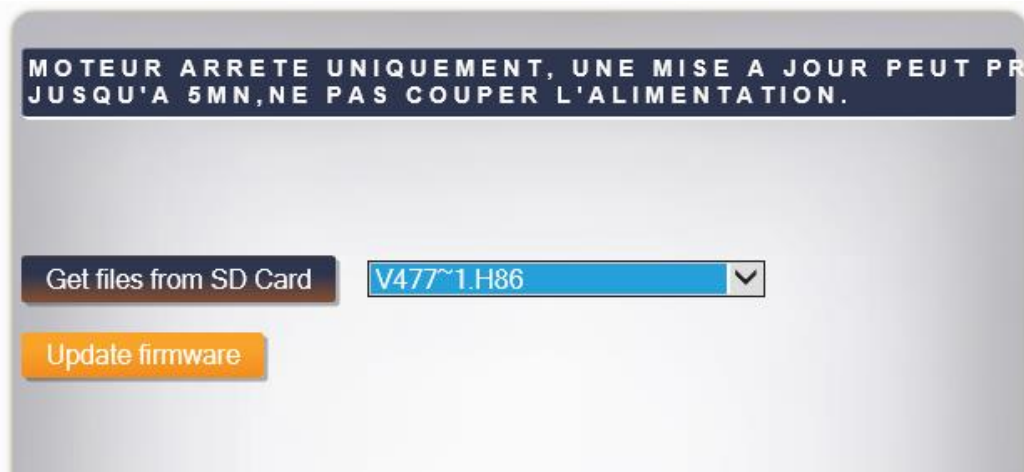 MOTEUR ARRETE UNIQUEMENT, UNE MISE A JOUR PEUT PR
JUSQU'A 5MN,NE PAS COUPER L'ALIMENTATION.
Get files from SD Card V477~1.H86
Update firmware